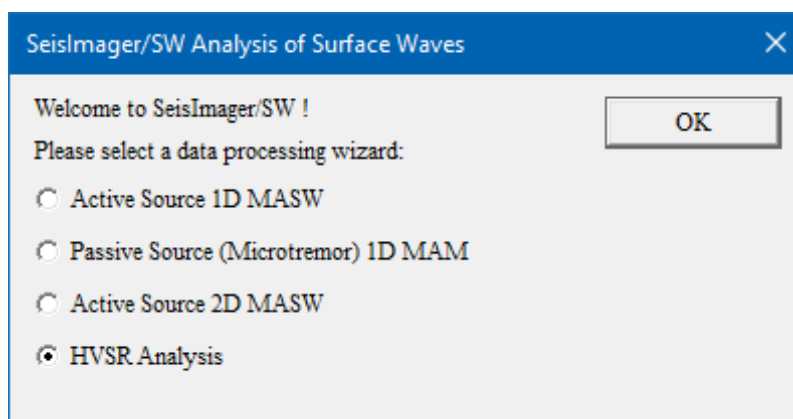 SeisImager/SW Analysis of Surface Waves
Welcome to SeisImager/SW !
OK
Please select a data processing wizard:
Active Source 1D MASW
Passive Source (Microtremor) 1D MAM
Active Source 2D MASW
HVSR Analysis